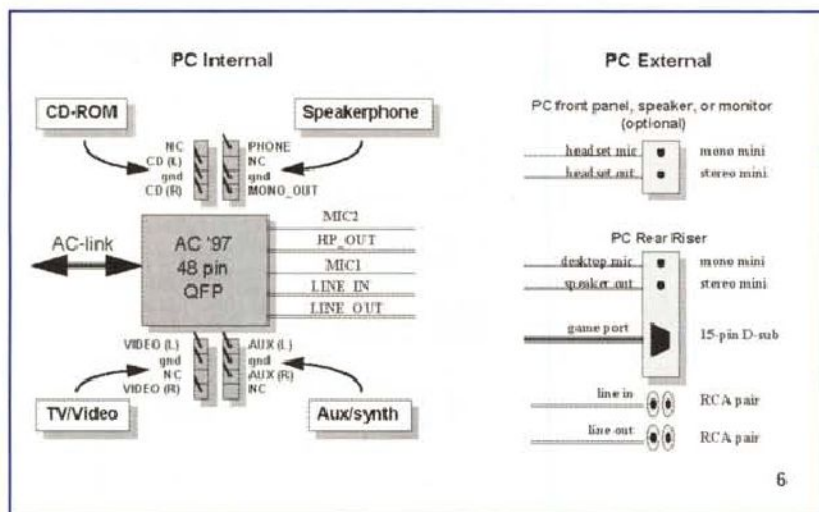 PC Internal
CD-ROM
Speakerphone
NC
CD (L)
gnd
CD (R)
PHONE
NC
gnd
MONO_OUT
AC-link
AC '97
48 pin
QFP
MIC2
HP_OUT
MIC1
LINE_IN
LINE_OUT
VIDEO (L)
gnd
NC
VIDEO (R)
AUX (L)
gnd
AUX (R)
NC
TV/Video
Aux/synth
PC External
PC front panel, speaker, or monitor
(optional)
headset mic
mono mini
headset out
stereo mini
PC Rear Riser
desktop mic
mono mini
speaker out
stereo mini
game port
15-pin D-sub
line in
RCA pair
line out
RCA pair
6